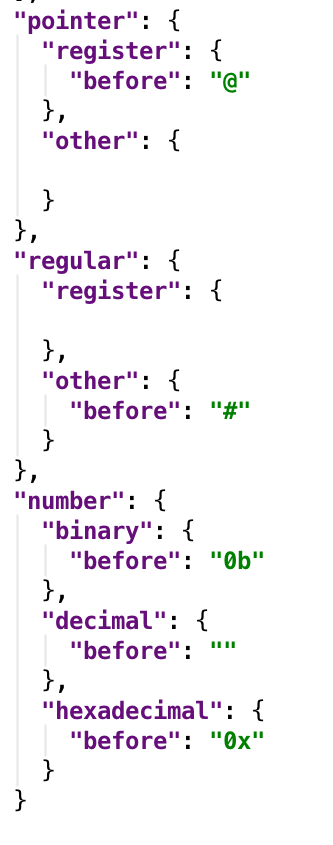 "pointer": {
"register": {
"before": "@"
},
"other": {
}
},
"regular": {
"register": {
},
"other": {
"before": "#"
}
},
"number": {
"binary": {
"before": "0b"
},
"decimal": {
"before": ""
},
"hexadecimal": {
"before": "0x"
}
}